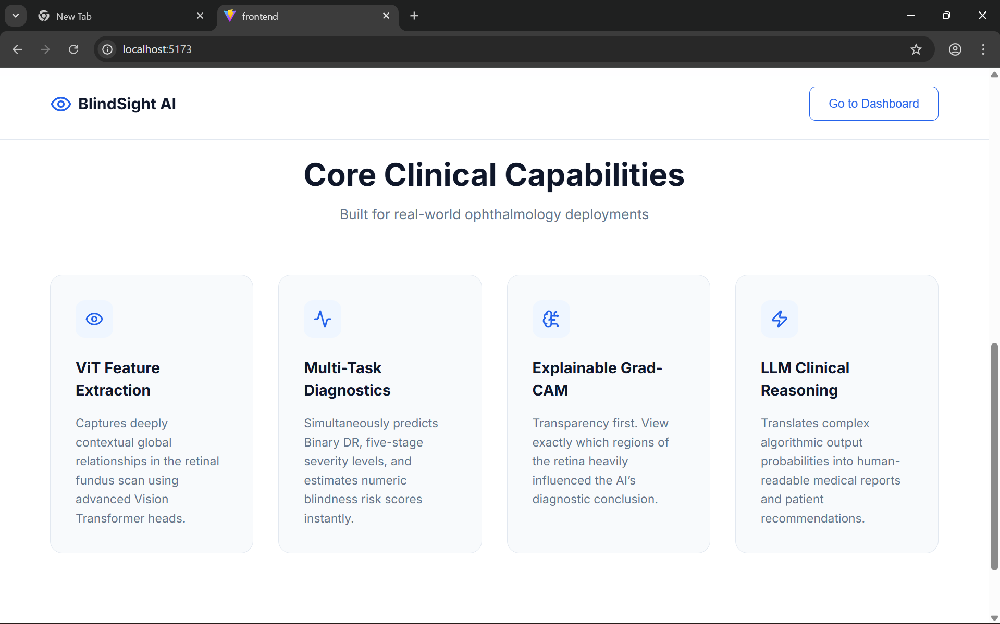 New Tab
frontend
localhost:5173
BlindSight AI
Go to Dashboard
Core Clinical Capabilities
Built for real-world ophthalmology deployments
ViT Feature
Extraction
Captures deeply
contextual global
relationships in the retinal
fundus scan using
advanced Vision
Transformer heads.
Multi-Task
Diagnostics
Simultaneously predicts
Binary DR, five-stage
severity levels, and
estimates numeric
blindness risk scores
instantly.
Explainable Grad-
CAM
Transparency first. View
exactly which regions of
the retina heavily
influenced the AI’s
diagnostic conclusion.
LLM Clinical
Reasoning
Translates complex
algorithmic output
probabilities into human-
readable medical reports
and patient
recommendations.